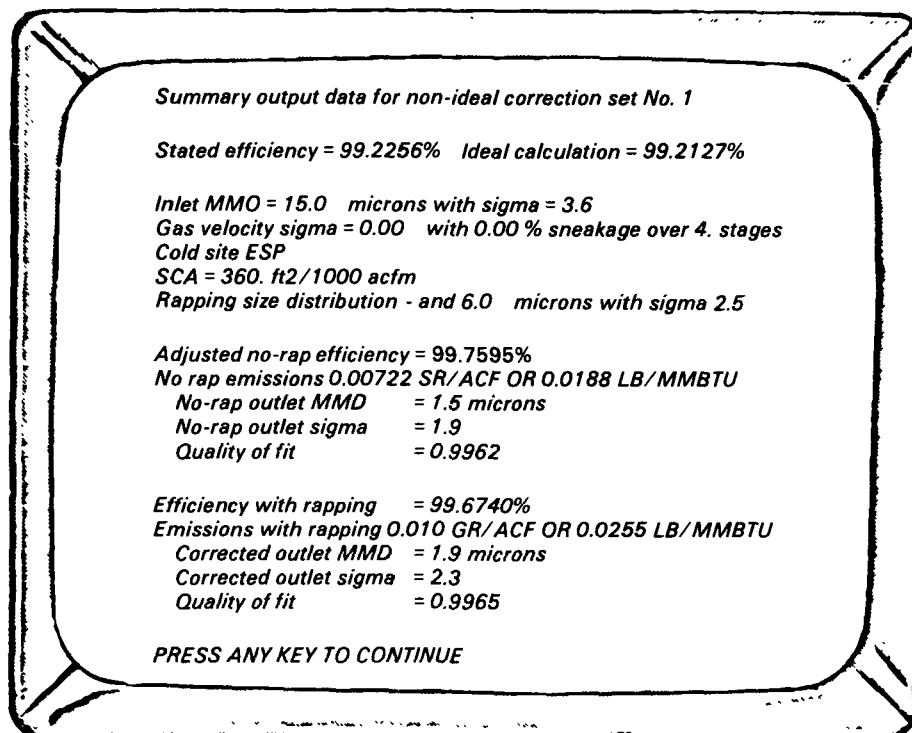 Summary output data for non-ideal correction set No. 1
Stated efficiency = 99.2256% Ideal calculation = 99.2127%
Inlet MMO = 15.0 microns with sigma = 3.6
Gas velocity sigma = 0.00 with 0.00 % sneakage over 4. stages
Cold site ESP
SCA = 360. ft2/1000 acfm
Rapping size distribution - and 6.0 microns with sigma 2.5
Adjusted no-rap efficiency = 99.7595%
No rap emissions 0.00722 SR/ACF OR 0.0188 LB/MMBTU
No-rap outlet MMD = 1.5 microns
No-rap outlet sigma = 1.9
Quality of fit = 0.9962
Efficiency with rapping = 99.6740%
Emissions with rapping 0.010 GR/ACF OR 0.0255 LB/MMBTU
Corrected outlet MMD = 1.9 microns
Corrected outlet sigma = 2.3
Quality of fit = 0.9965
PRESS ANY KEY TO CONTINUE